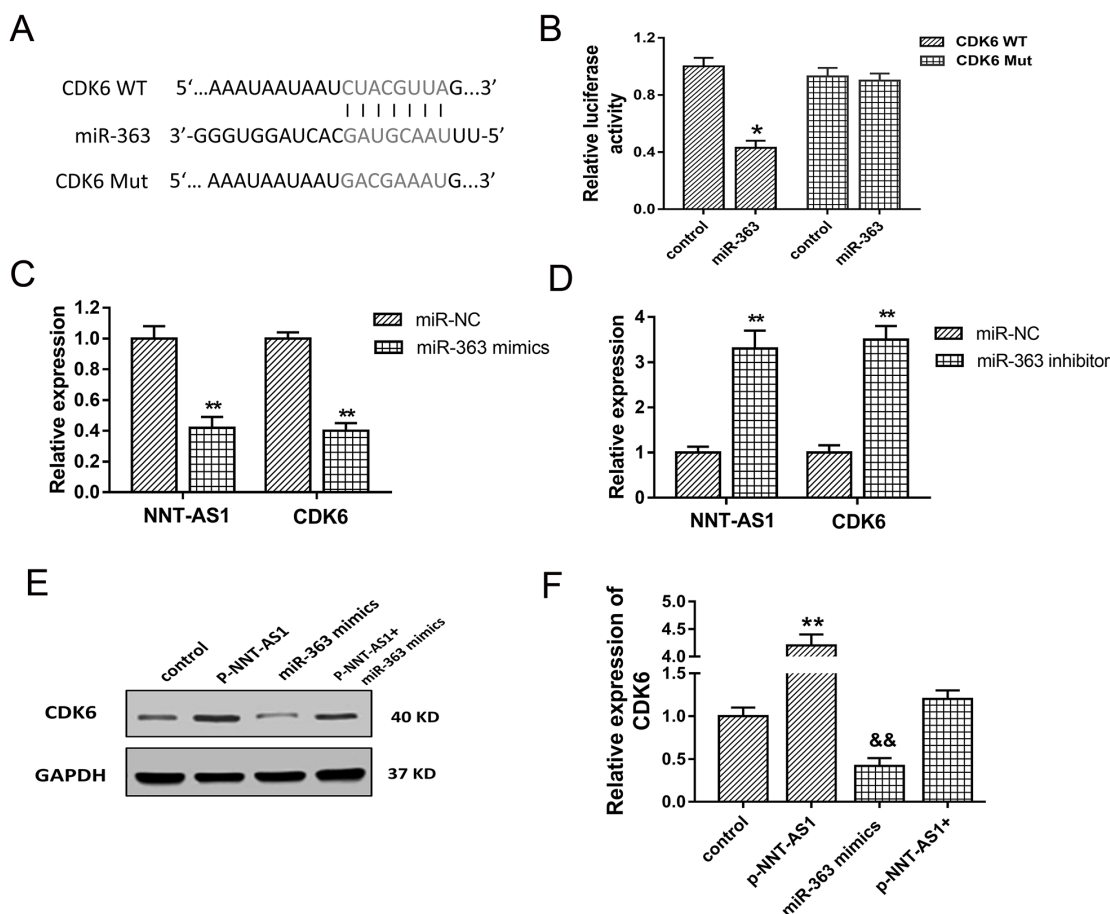 A
CDK6 WT 5‘...AAAUAAUAAUCUACGUUAG...3’
miR-363 3’-GGGUGGAUCACGAUGCAAUUU-5’
CDK6 Mut 5‘... AAAUAAUAAUGACGAAAUG...3’
B
Relative luciferase
activity
1.2
0.8
0.4
0.0
*
control
miR-363
control
miR-363
CDK6 WT
CDK6 Mut
C
Relative expression
1.2
1.0
0.8
0.6
0.4
0.2
0.0
**
**
NNT-AS1
CDK6
miR-NC
miR-363 mimics
D
Relative expression
4
3
2
1
0
**
**
NNT-AS1
CDK6
miR-NC
miR-363 inhibitor
E
control
P-NNT-AS1
miR-363 mimics
P-NNT-AS1+
miR-363 mimics
CDK6
40 KD
GAPDH
37 KD
F
Relative expression of
CDK6
5.0
4.5
4.0
1.5
1.0
0.5
0.0
**
&&
control
p-NNT-AS1
miR-363 mimics
p-NNT-AS1+